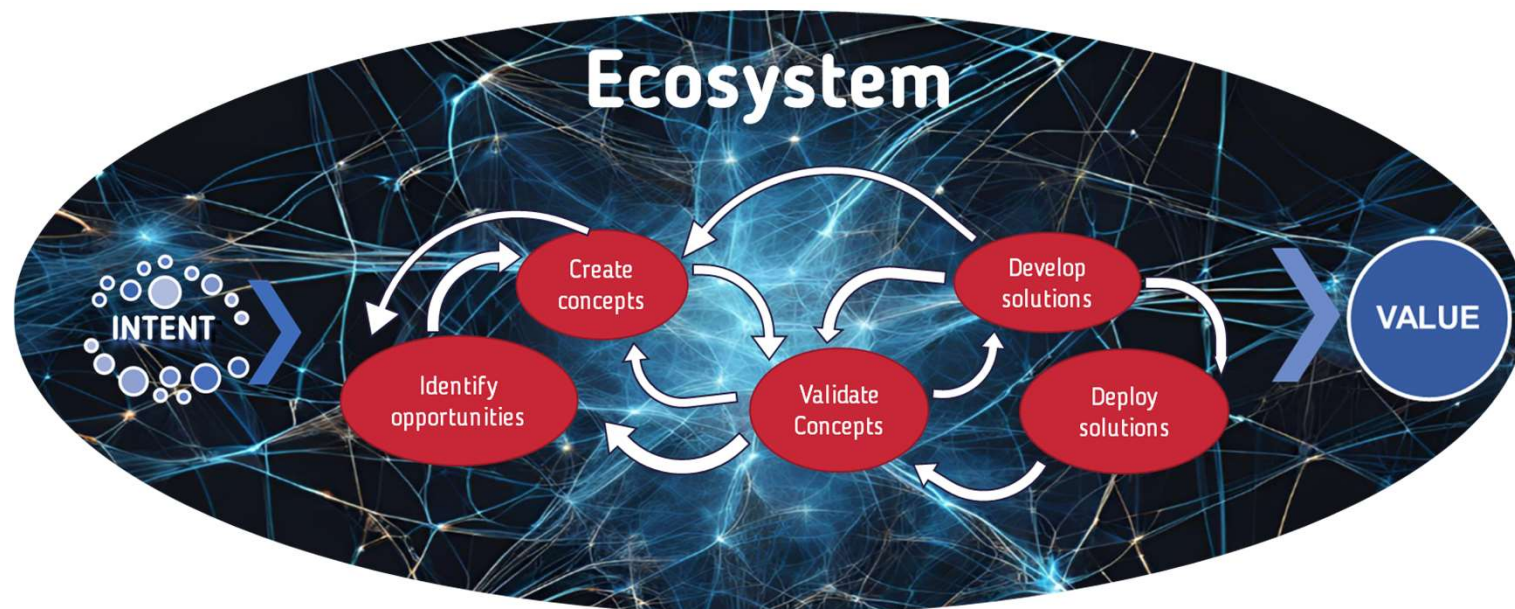 Ecosystem
INTENT
Identify
opportunities
Create
concepts
Validate
Concepts
Develop
solutions
Deploy
solutions
VALUE